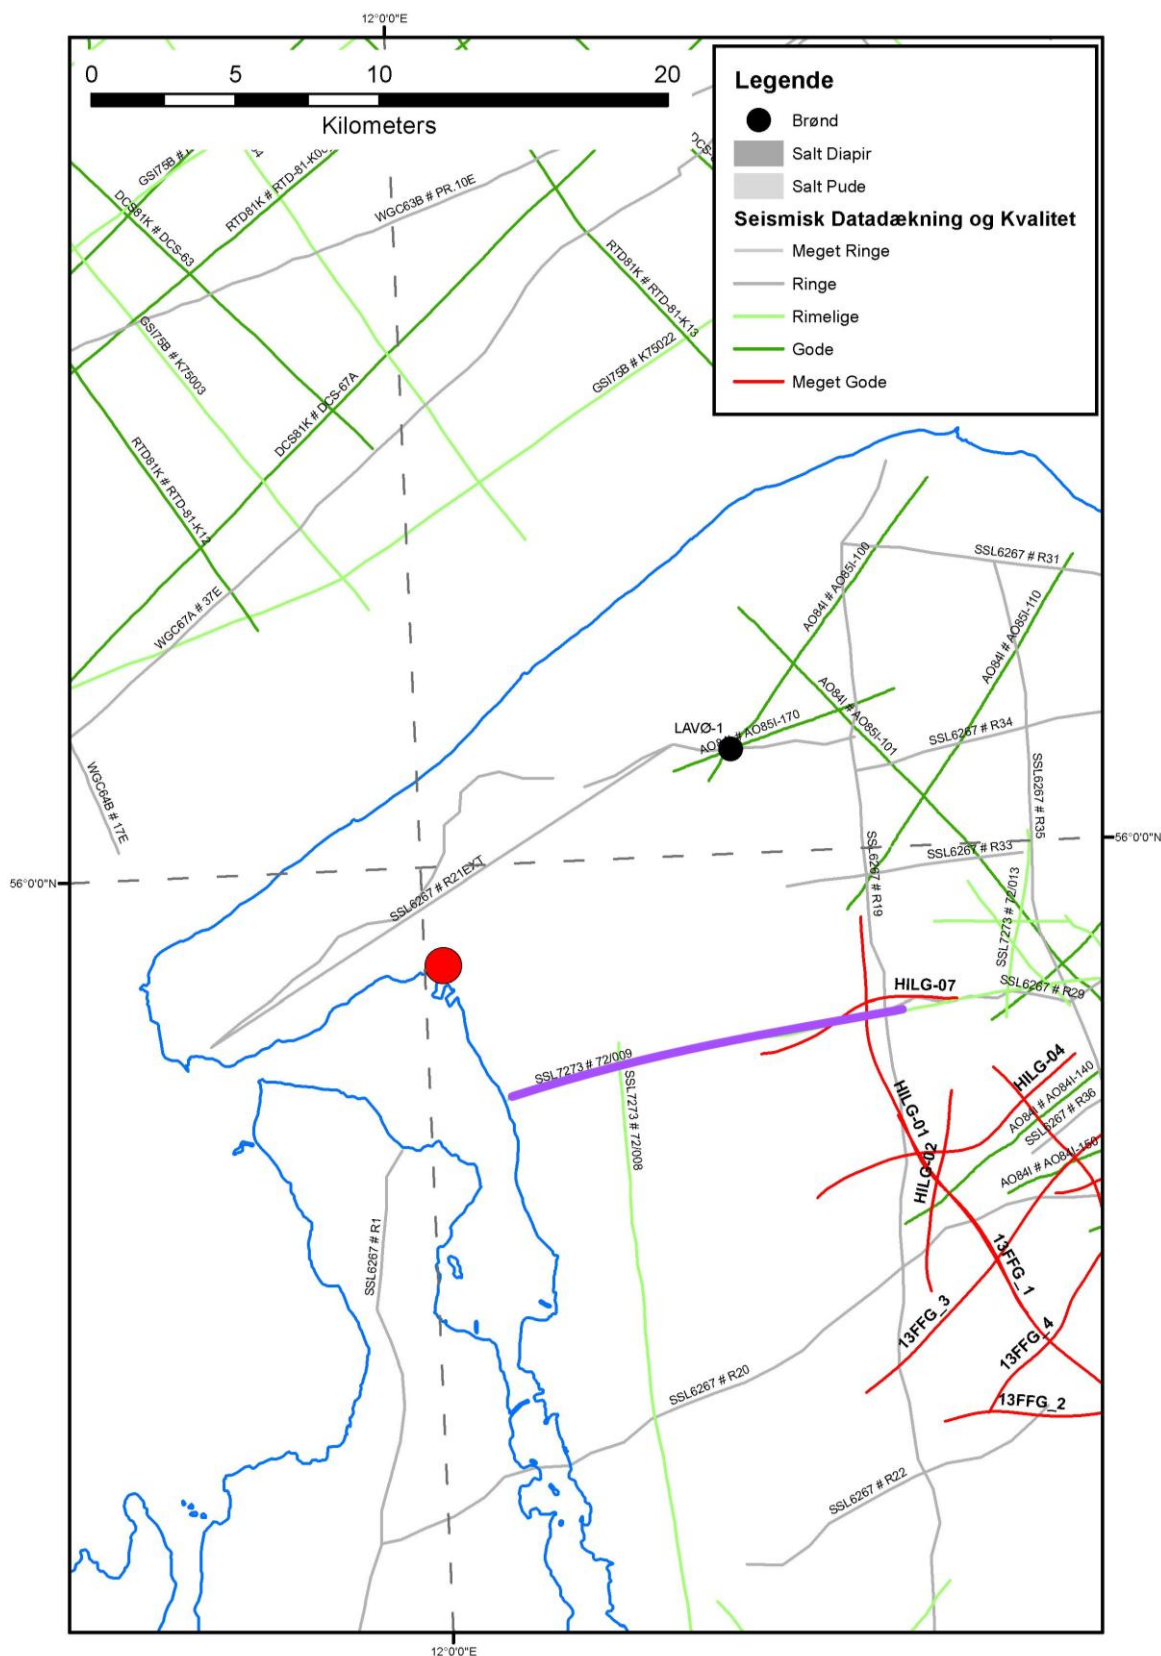 12°0'0"E
0 5 10 20
Kilometers
Legende
Brønd
Salt Diapir
Salt Pude
Seismisk Datadækning og Kvalitet
Meget Ringe
Ringe
Rimelige
Gode
Meget Gode
GSI75B #
DCS81K # DCS-63
RTD81K # RTD-81-K0
WGC63B # PR.10E
RTD81K # RTD-81-K13
GSI75B # K75003
GSI75B # K75022
DCS81K # DCS-67A
RTD81K # RTD-81-K12
WGC67A # 37E
WGC64B # 17E
SSL6267 # R31
AO84I # AO85I-100
AO84I # AO85I-110
AO84I # AO85I-101
LAVØ-1
AO84I # AO85I-170
SSL6267 # R34
SSL6267 # R35
56°0'0"N
56°0'0"N
SSL6267 # R33
SSL6267 # R19
SSL6267 # R21EXT
SSL7273 # 72/013
HILG-07
SSL6267 # R29
SSL7273 # 72/009
SSL7273 # 72/008
HILG-04
HILG-01
AO84I # AO84I-140
SSL6267 # R36
HILG-02
AO84I # AO84I-150
SSL6267 # R1
13FFG_1
13FFG_3
13FFG_4
SSL6267 # R20
13FFG_2
SSL6267 # R22
12°0'0"E